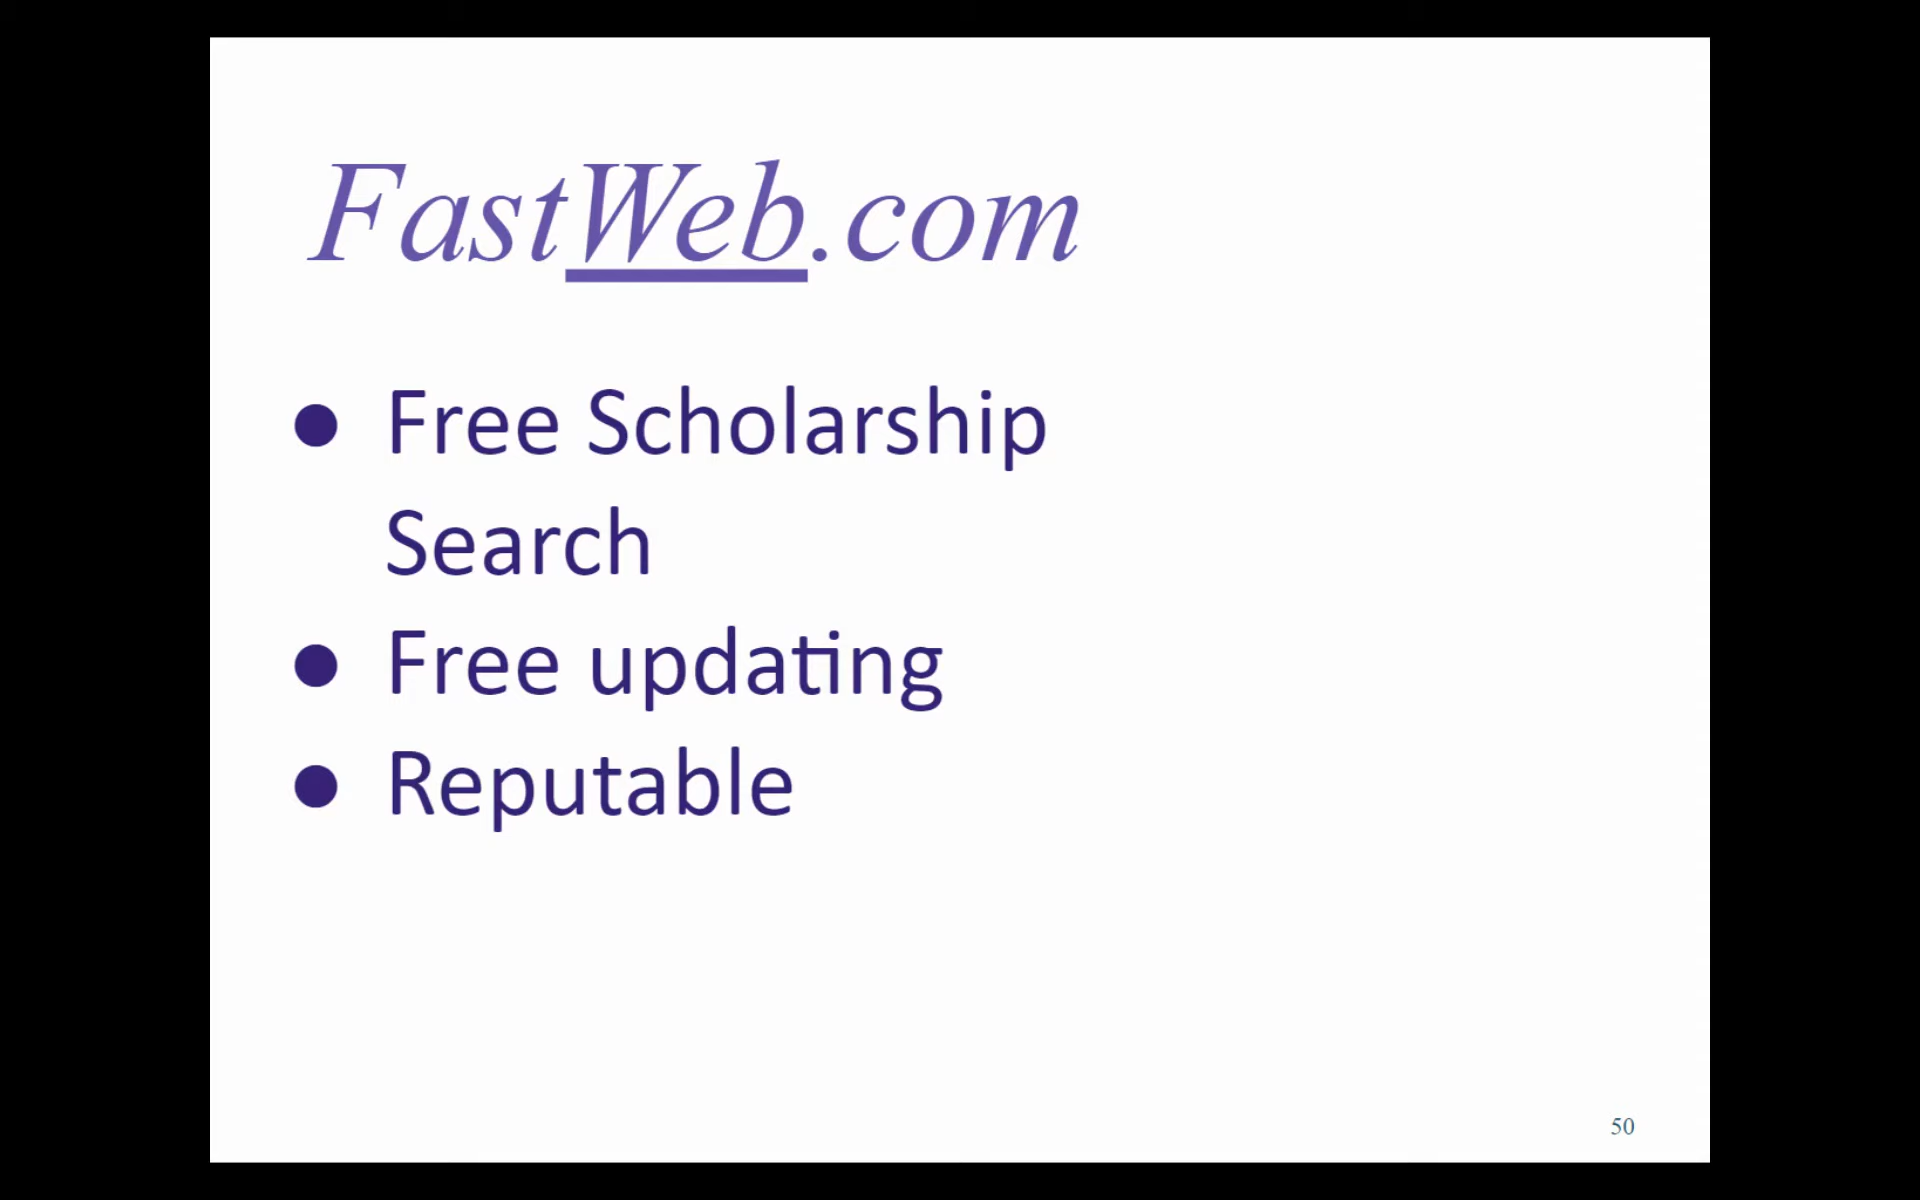 FastWeb.com
● Free Scholarship
Search
● Free updating
● Reputable
50